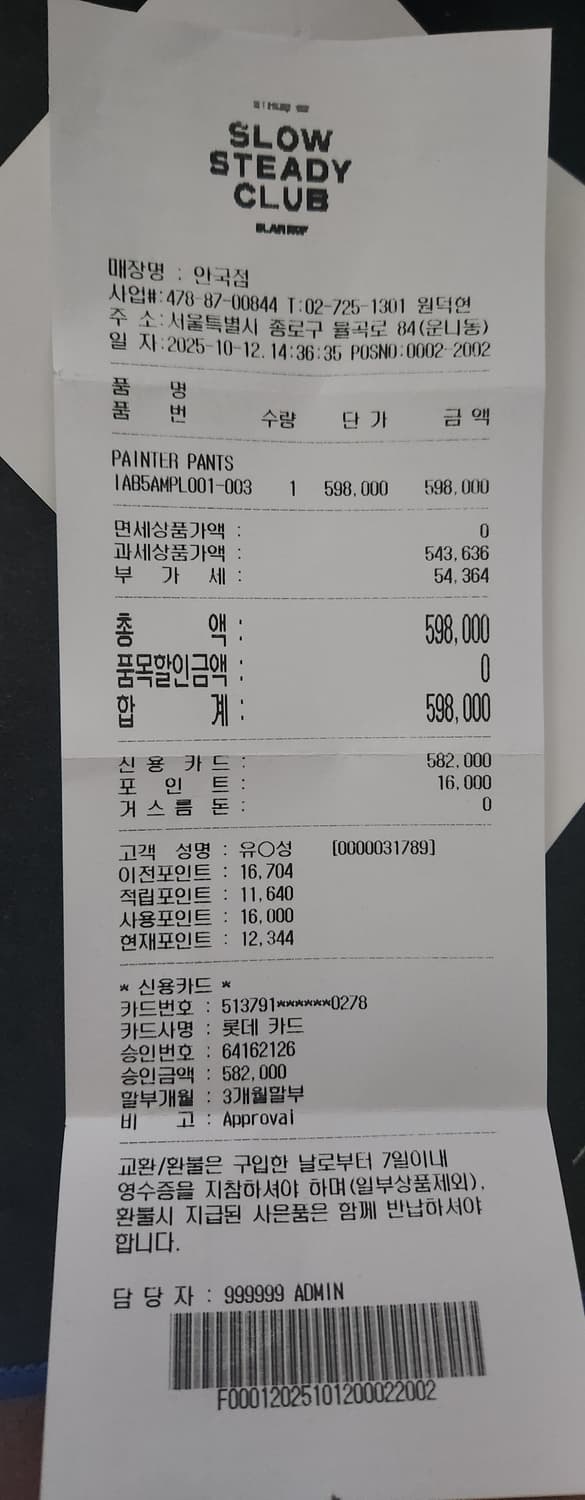 SLOW
STEADY
CLUB
매장명 : 안국점
사업#:478-87-00844 T:02-725-1301 원덕현
주 소:서울특별시 종로구 율곡로 84(운니동)
일 자:2025-10-12.14:36:35 POSNO:0002-2002
품 명
품 번 수량 단 가 금 액
PAINTER PANTS
IAB5AMPL001-003 1 598,000 598,000
면세상품가액 : 0
과세상품가액 : 543,636
부 가 세 : 54,364
총 액 : 598,000
품목할인금액 : 0
합 계 : 598,000
신 용 카 드 : 582,000
포 인 트 : 16,000
거 스 름 돈 : 0
고객 성명 : 유○성 [0000031789]
이전포인트 : 16,704
적립포인트 : 11,640
사용포인트 : 16,000
현재포인트 : 12,344
* 신용카드 *
카드번호 : 513791******0278
카드사명 : 롯데 카드
승인번호 : 64162126
승인금액 : 582,000
할부개월 : 3개월할부
비 고 : Approval
교환/환불은 구입한 날로부터 7일이내
영수증을 지참하셔야 하며(일부상품제외),
환불시 지급된 사은품은 함께 반납하셔야
합니다.
담 당 자 : 999999 ADMIN
F00012025101200022002